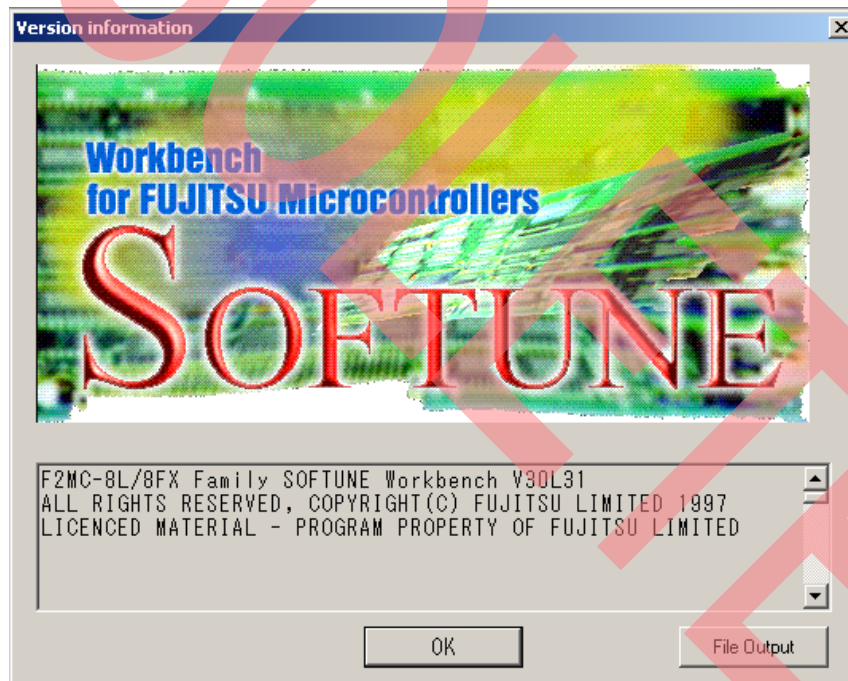 Version information
Workbench
for FUJITSU Microcontrollers
SOFTUNE
F2MC-8L/8FX Family SOFTUNE Workbench V30L31
ALL RIGHTS RESERVED, COPYRIGHT(C) FUJITSU LIMITED 1997
LICENCED MATERIAL - PROGRAM PROPERTY OF FUJITSU LIMITED
OK
File Output